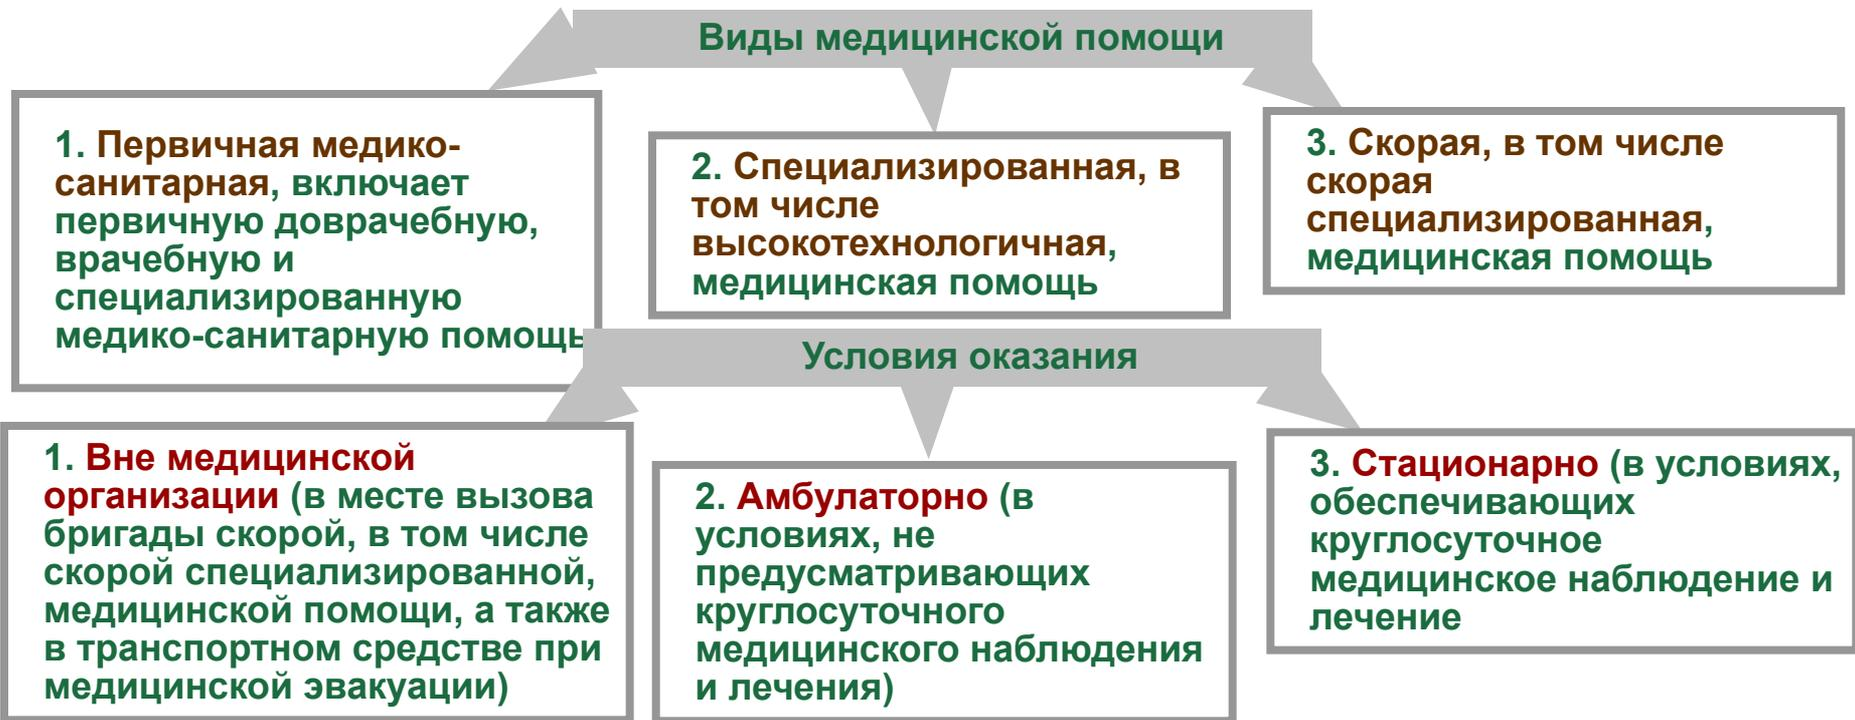 Виды медицинской помощи
1. Первичная медико-
санитарная, включает
первичную доврачебную,
врачебную и
специализированную
медико-санитарную помощь
2. Специализированная, в
том числе
высокотехнологичная,
медицинская помощь
3. Скорая, в том числе
скорая
специализированная,
медицинская помощь
Условия оказания
1. Вне медицинской
организации (в месте вызова
бригады скорой, в том числе
скорой специализированной,
медицинской помощи, а также
в транспортном средстве при
медицинской эвакуации)
2. Амбулаторно (в
условиях, не
предусматривающих
круглосуточного
медицинского наблюдения
и лечения)
3. Стационарно (в условиях,
обеспечивающих
круглосуточное
медицинское наблюдение и
лечение